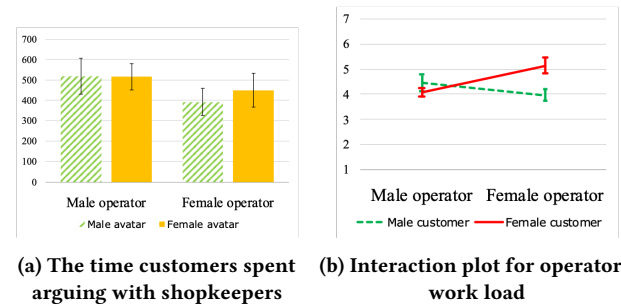 700
600
500
400
300
200
100
0
Male operator Female operator
Male avatar Female avatar
(a) The time customers spent
arguing with shopkeepers
7
6
5
4
3
2
1
Male operator Female operator
Male customer Female customer
(b) Interaction plot for operator
work load